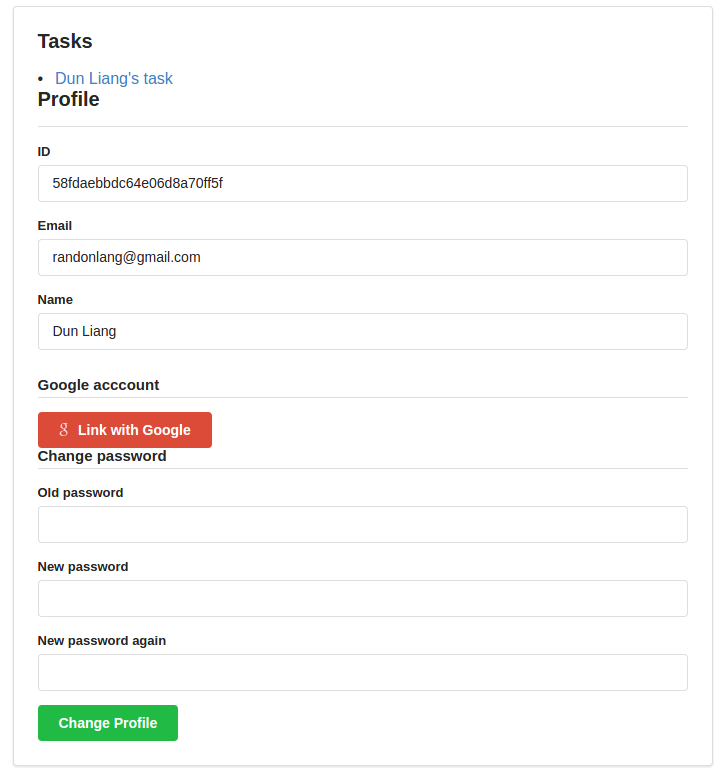 Tasks
• Dun Liang's task
Profile
ID
58fdaebbdc64e06d8a70ff5f
Email
randonlang@gmail.com
Name
Dun Liang
Google acccount
Link with Google
Change password
Old password
New password
New password again
Change Profile